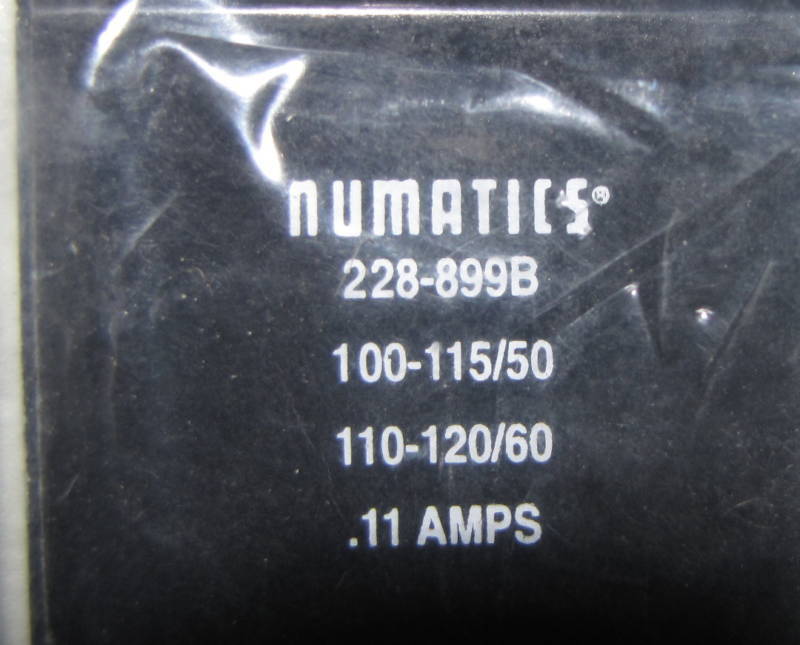 NUMATICS®
228-899B
100-115/50
110-120/60
.11 AMPS